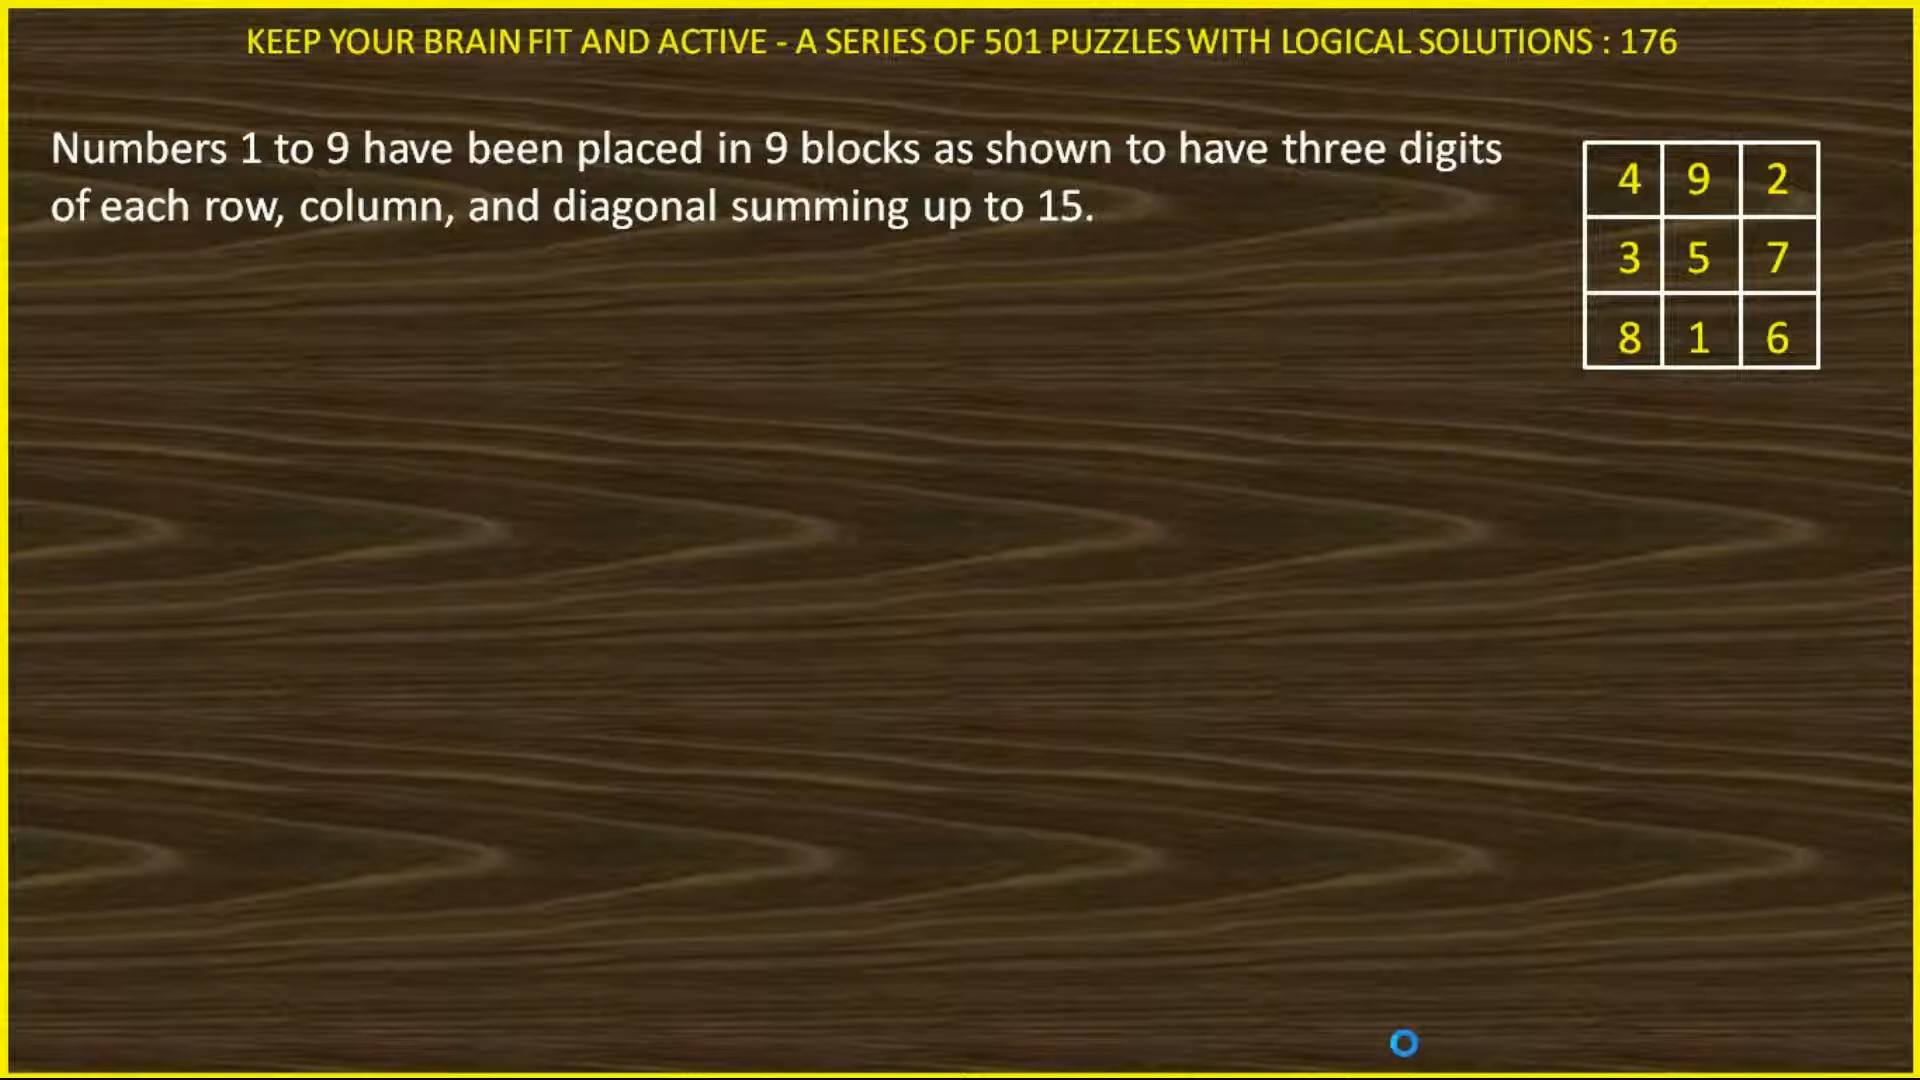 KEEP YOUR BRAIN FIT AND ACTIVE - A SERIES OF 501 PUZZLES WITH LOGICAL SOLUTIONS : 176
Numbers 1 to 9 have been placed in 9 blocks as shown to have three digits
of each row, column, and diagonal summing up to 15.
4 9 2
3 5 7
8 1 6